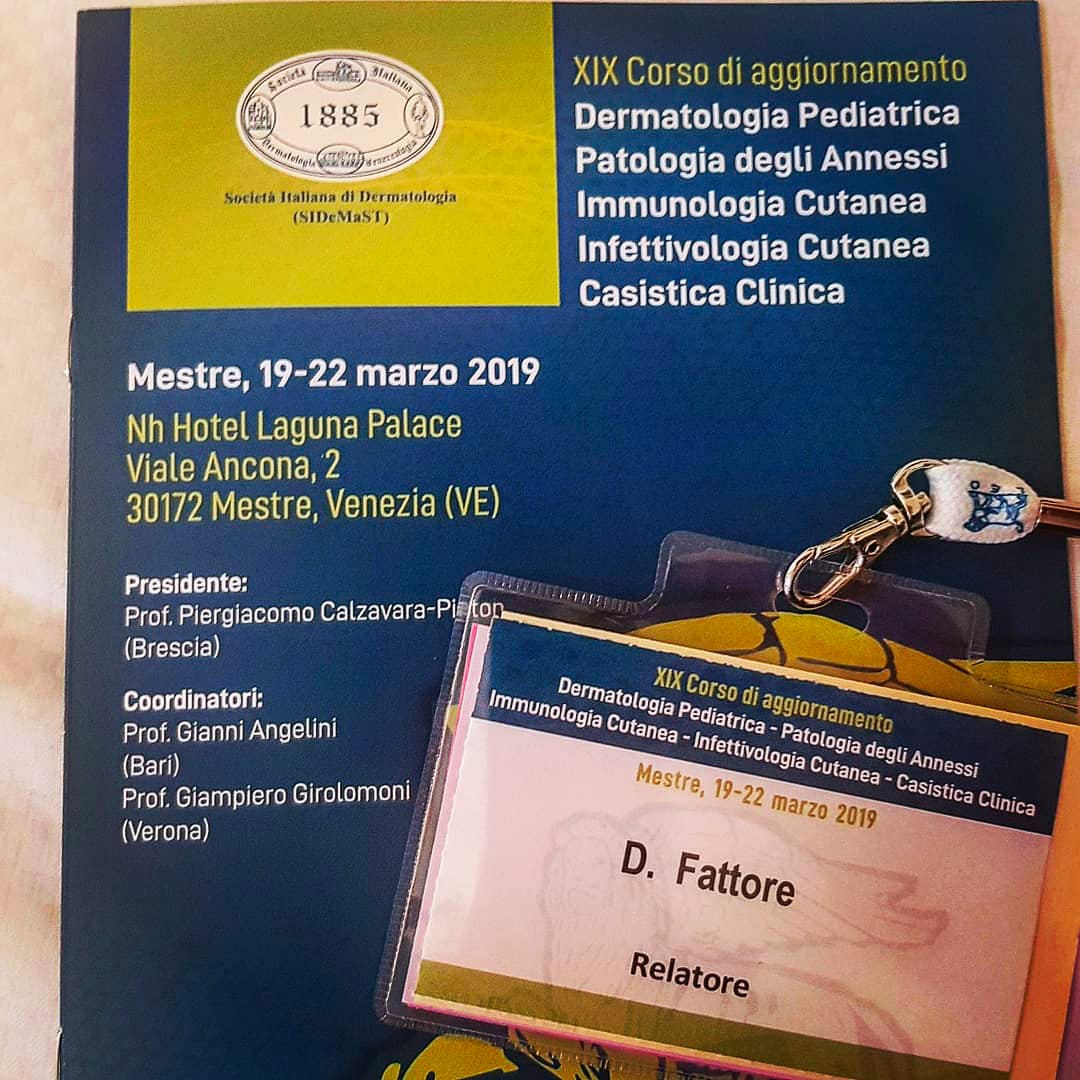 Società Italiana
1885
Dermatologia Venereologia
Società Italiana di Dermatologia
(SIDeMaST)
XIX Corso di aggiornamento
Dermatologia Pediatrica
Patologia degli Annessi
Immunologia Cutanea
Infettivologia Cutanea
Casistica Clinica
Mestre, 19-22 marzo 2019
Nh Hotel Laguna Palace
Viale Ancona, 2
30172 Mestre, Venezia (VE)
Presidente:
Prof. Piergiacomo Calzavara-Pinton
(Brescia)
Coordinatori:
Prof. Gianni Angelini
(Bari)
Prof. Giampiero Girolomoni
(Verona)
XIX Corso di aggiornamento
Dermatologia Pediatrica - Patologia degli Annessi
Immunologia Cutanea - Infettivologia Cutanea - Casistica Clinica
Mestre, 19-22 marzo 2019
D. Fattore
Relatore